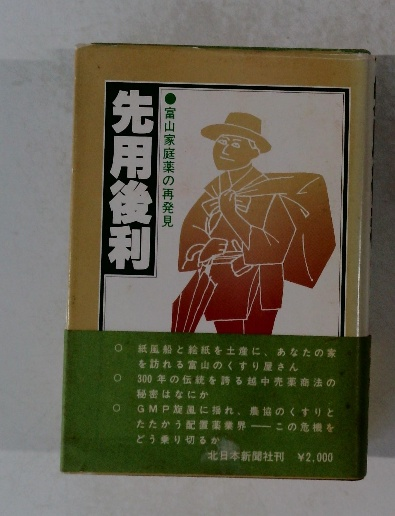 先用後利
●富山家庭薬の再発見
○ 紙風船と絵紙を土産に、あなたの家
を訪れる富山のくすり屋さん
○ 300年の伝統を誇る越中売薬商法の
秘密はなにか
○ GMP旋風に揺れ、農協のくすりと
たたかう配置薬業界――この危機を
どう乗り切るか
北日本新聞社刊 ¥2,000